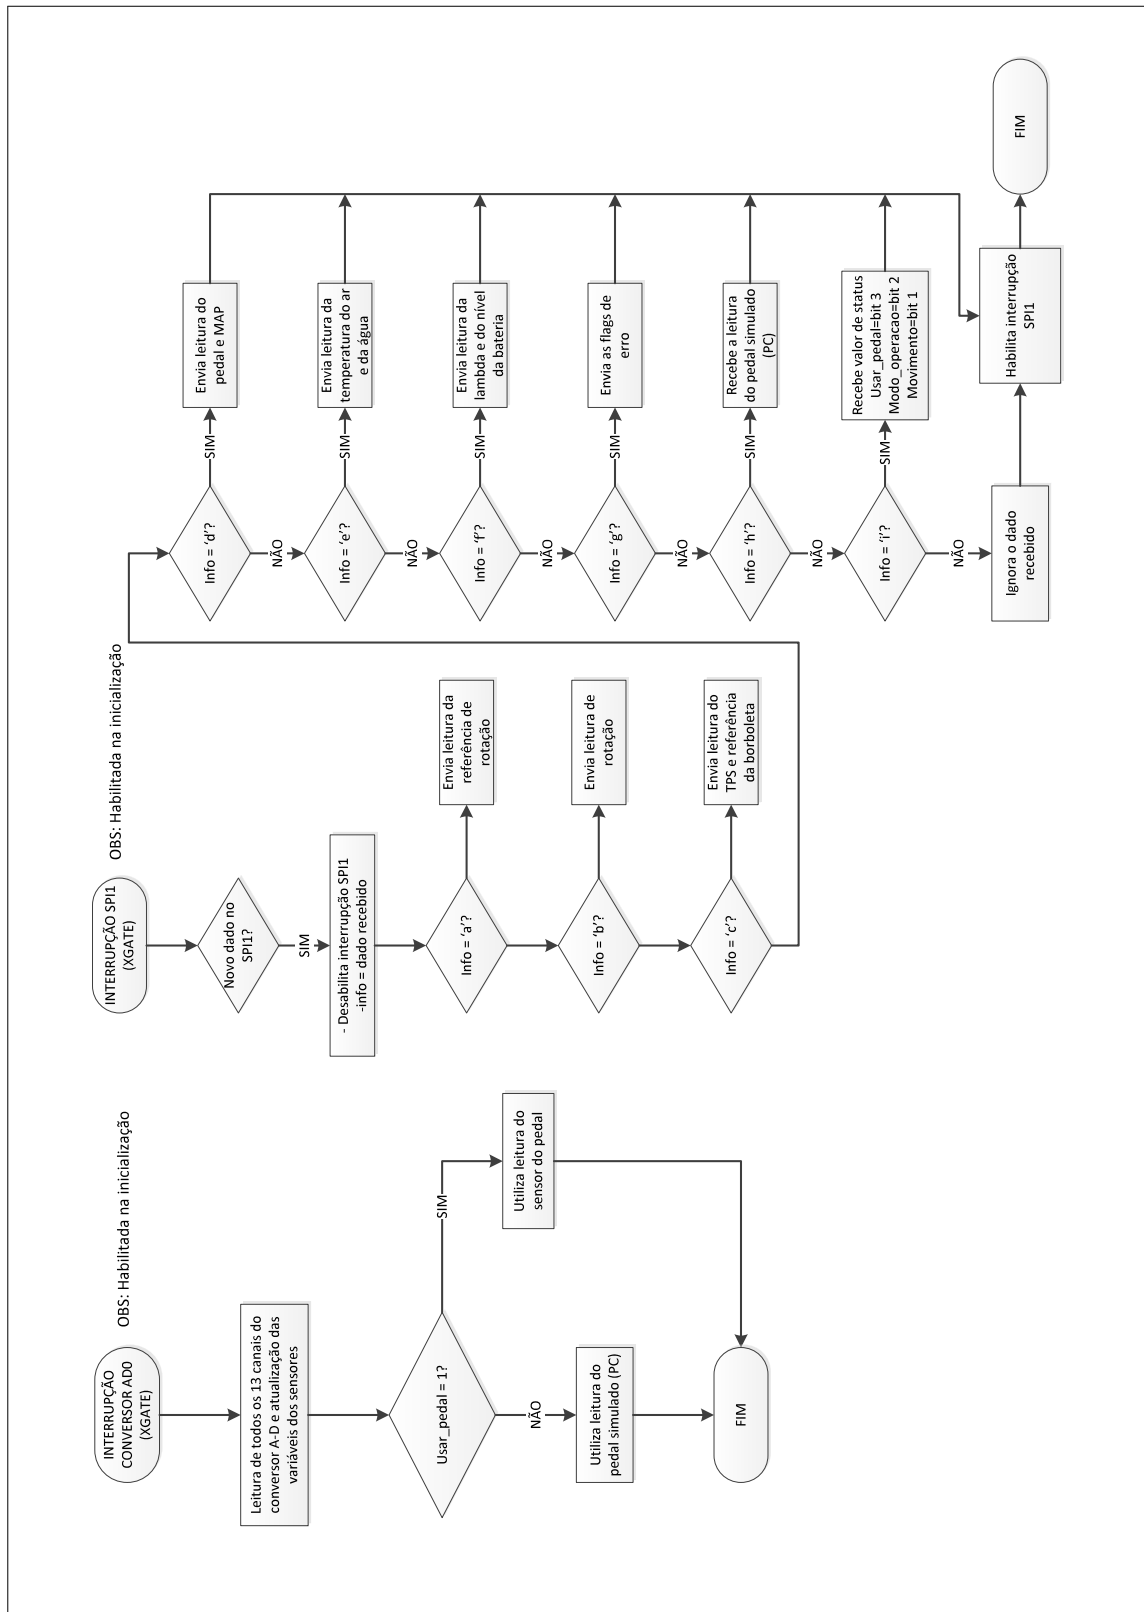 INTERRUPÇÃO
CONVERSOR AD0
(XGATE)
OBS: Habilitada na inicialização
Leitura de todos os 13 canais do
conversor A-D e atualização das
variáveis dos sensores
Usar_pedal = 1?
SIM
NÃO
Utiliza leitura do
sensor do pedal
Utiliza leitura do
pedal simulado (PC)
FIM
INTERRUPÇÃO SPI1
(XGATE)
OBS: Habilitada na inicialização
Novo dado no
SPI1?
SIM
- Desabilita interrupção SPI1
-info = dado recebido
Info = ‘a’?
Envia leitura da
referência de
rotação
Info = ‘b’?
Envia leitura de
rotação
Info = ‘c’?
Envia leitura do
TPS e referência
da borboleta
Info = ‘d’?
SIM
Envia leitura do
pedal e MAP
NÃO
Info = ‘e’?
SIM
Envia leitura da
temperatura do ar
e da água
NÃO
Info = ‘f’?
SIM
Envia leitura da
lambda e do nível
da bateria
NÃO
Info = ‘g’?
SIM
Envia as flags de
erro
NÃO
Info = ‘h’?
SIM
Recebe a leitura
do pedal simulado
(PC)
NÃO
Info = ‘i’?
SIM
Recebe valor de status
Usar_pedal=bit 3
Modo_operacao=bit 2
Movimento=bit 1
NÃO
Ignora o dado
recebido
Habilita interrupção
SPI1
FIM